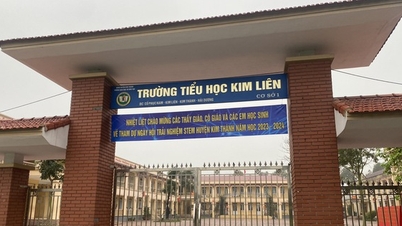 TRƯỜNG TIỂU HỌC KIM LIÊN
CƠ SỞ 1
NHIỆT LIỆT CHÀO MỪNG CÁC THẦY GIÁO, CÔ GIÁO VÀ CÁC EM HỌC SINH
VỀ THAM DỰ NGÀY HỘI TRẢI NGHIỆM STEM HUYỆN KIM THÀNH NĂM HỌC 2023 - 2024